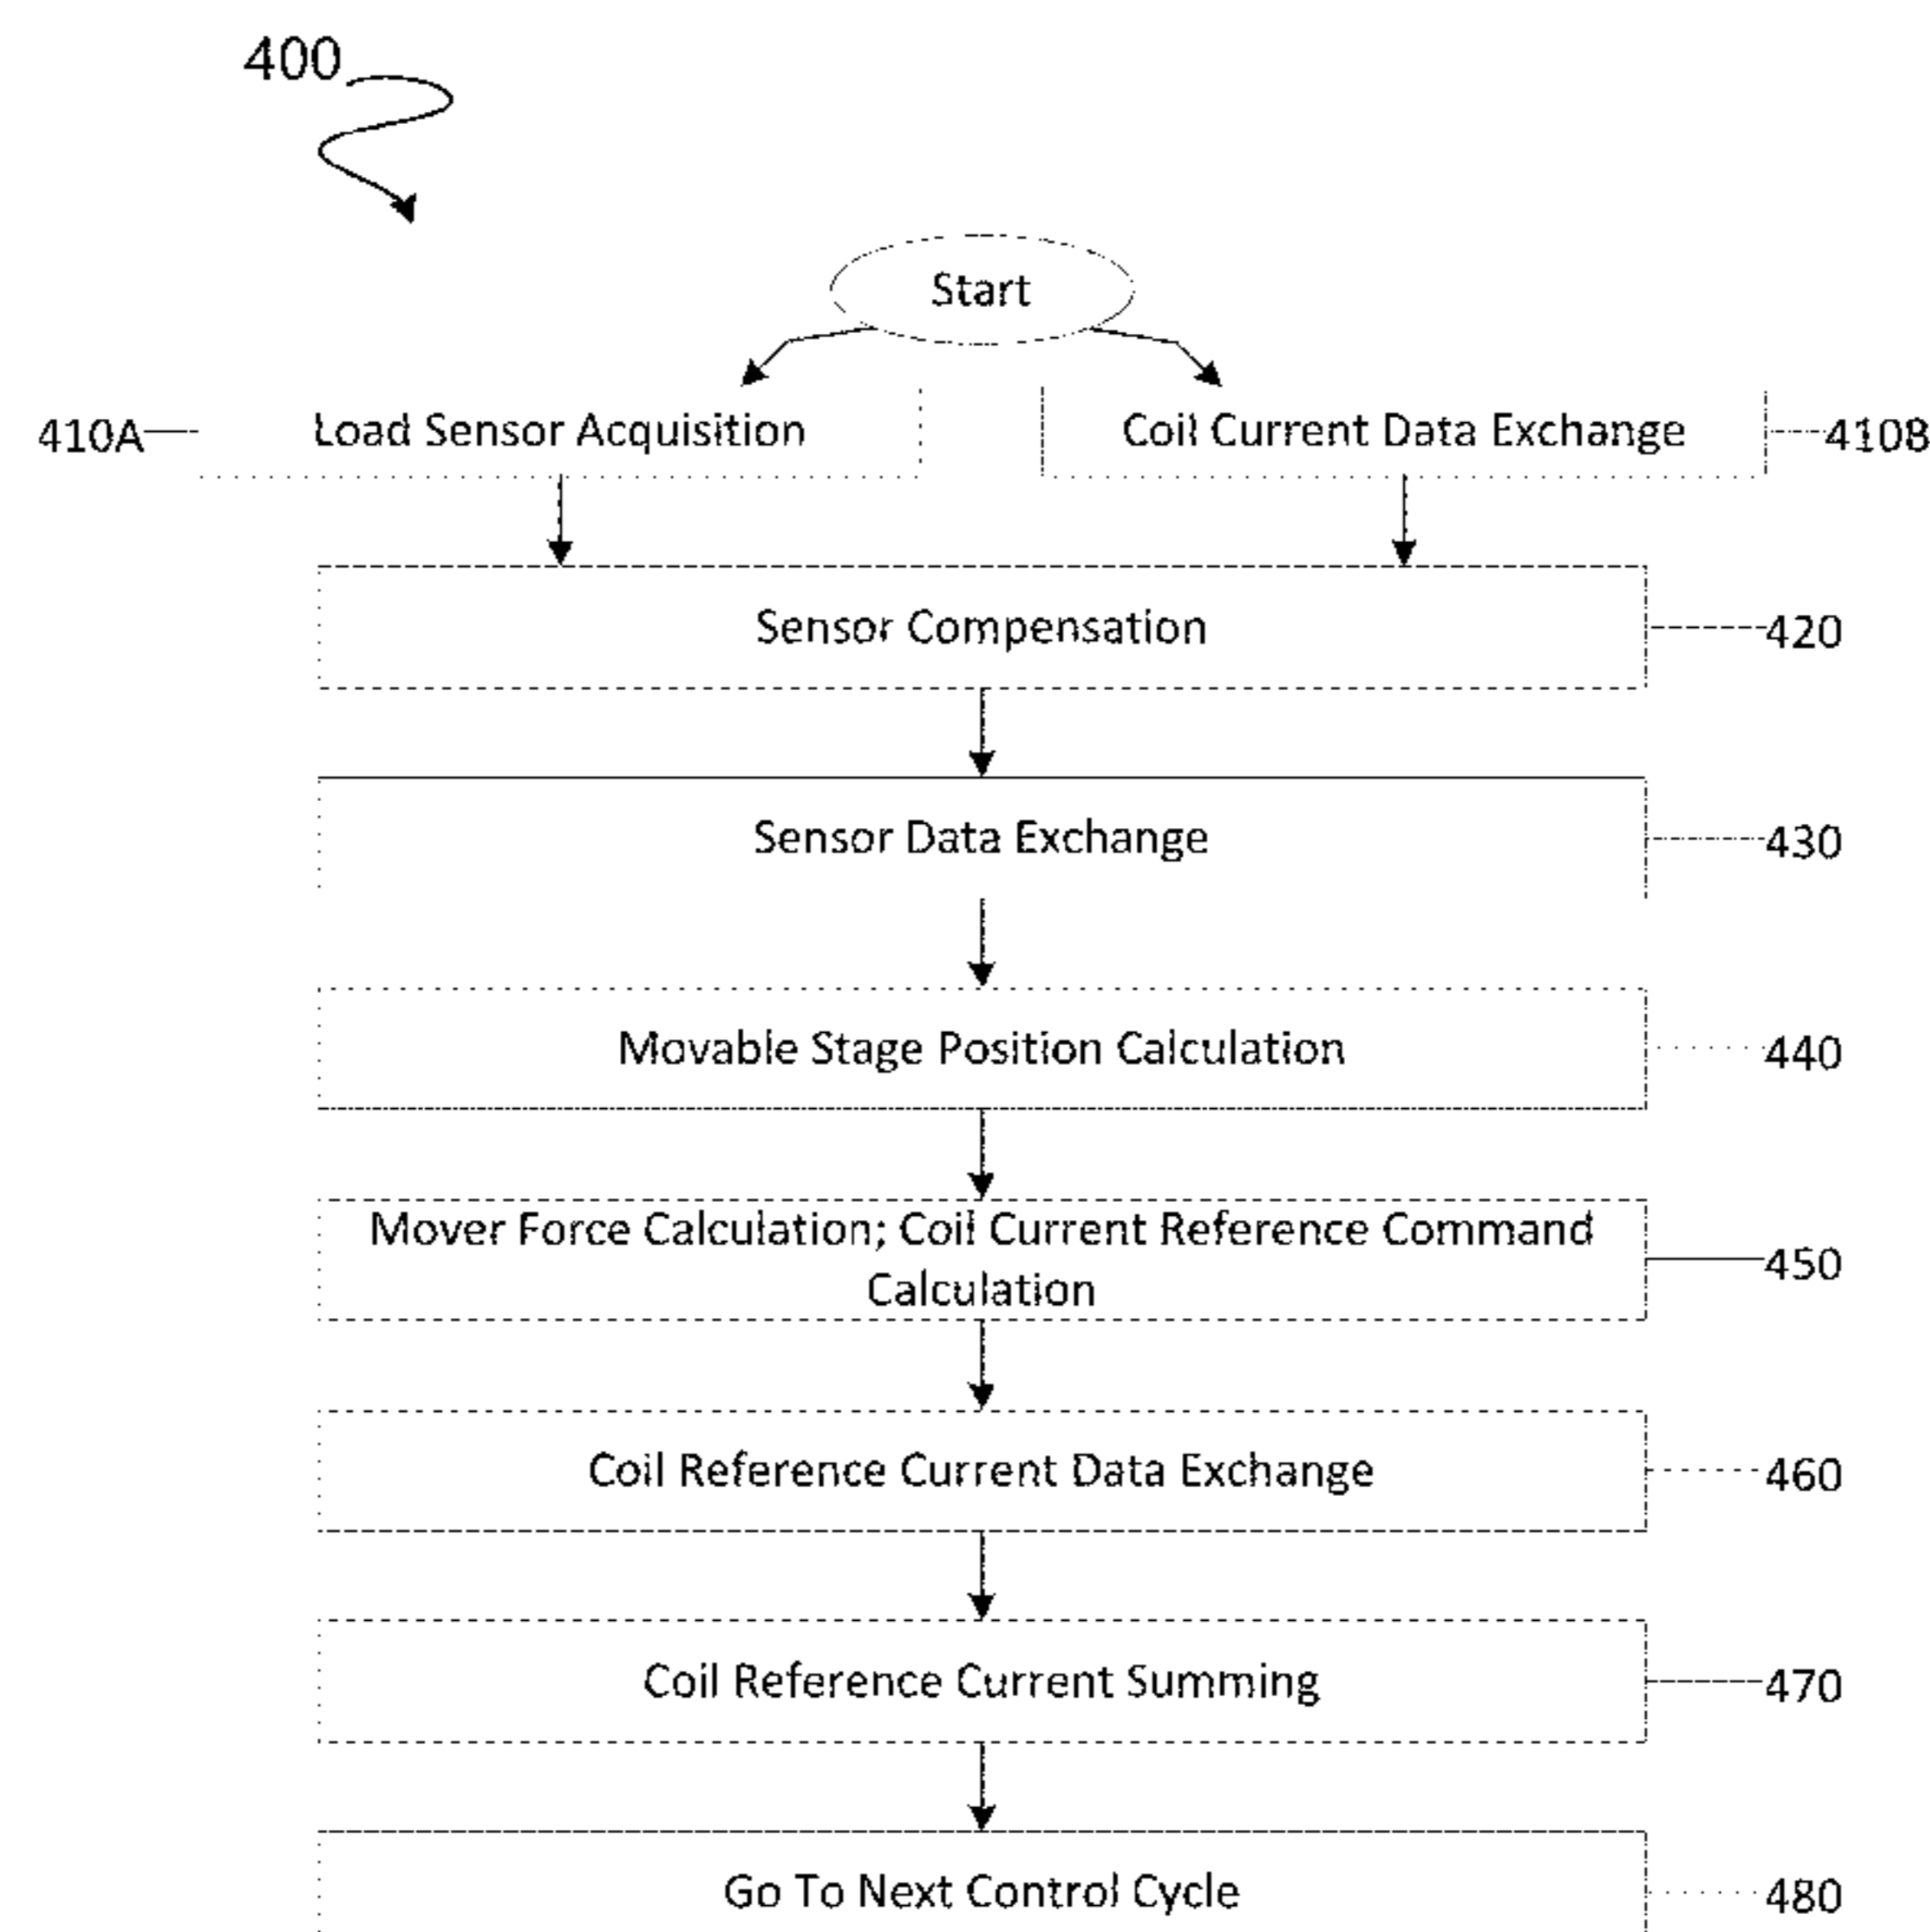 400
Start
410A
Load Sensor Acquisition
Coil Current Data Exchange
410B
Sensor Compensation
420
Sensor Data Exchange
430
Movable Stage Position Calculation
440
Mover Force Calculation; Coil Current Reference Command
Calculation
450
Coil Reference Current Data Exchange
460
Coil Reference Current Summing
470
Go To Next Control Cycle
480